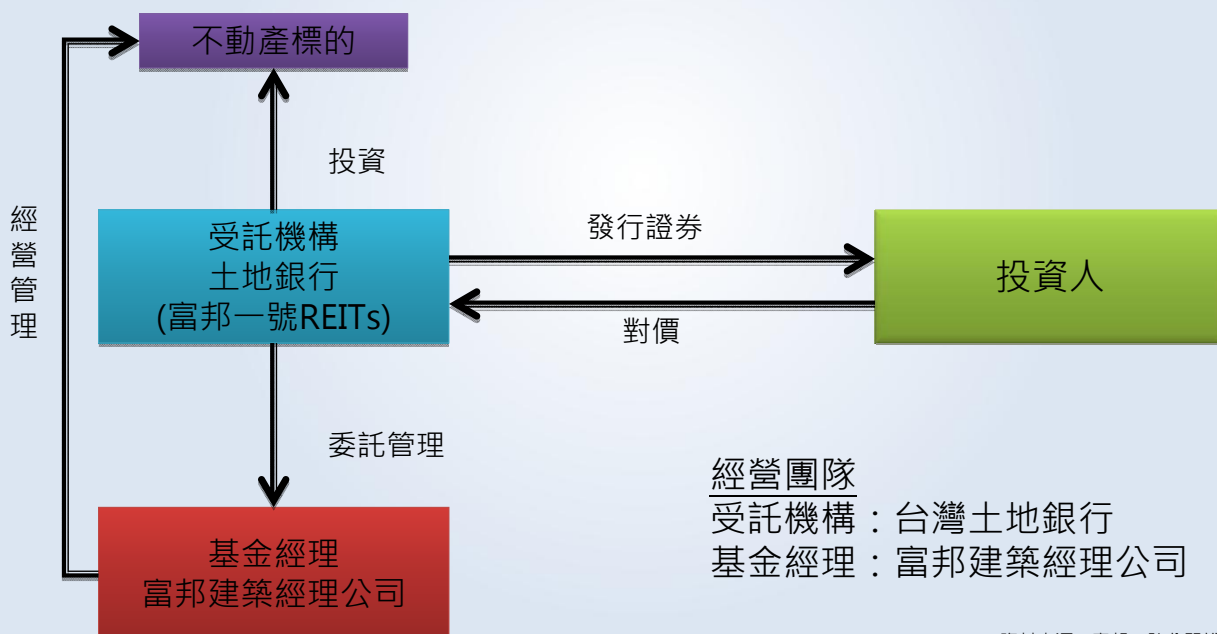 不動產標的
投資
經營管理
受託機構
土地銀行
(富邦一號REITs)
發行證券
對價
投資人
委託管理
基金經理
富邦建築經理公司
經營團隊
受託機構：台灣土地銀行
基金經理：富邦建築經理公司